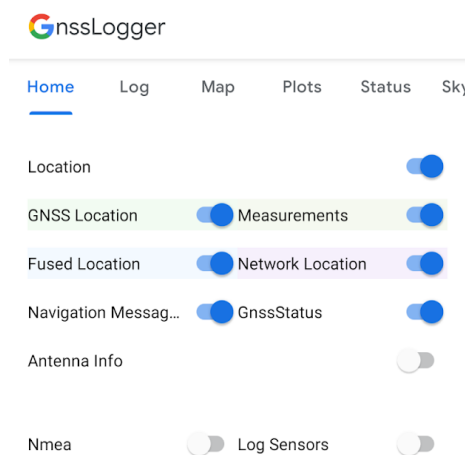 GnssLogger
Home Log Map Plots Status Sky
Location
GNSS Location Measurements
Fused Location Network Location
Navigation Messag... GnssStatus
Antenna Info
Nmea Log Sensors